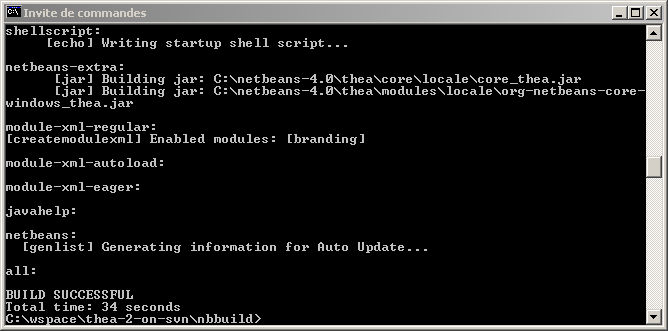 Invite de commandes
shellscript:
[echo] Writing startup shell script...
netbeans-extra:
[jar] Building jar: C:\netbeans-4.0\thea\core\locale\core_thea.jar
[jar] Building jar: C:\netbeans-4.0\thea\modules\locale\org-netbeans-core-
windows_thea.jar
module-xml-regular:
[createmodulexml] Enabled modules: [branding]
module-xml-autoload:
module-xml-eager:
javahelp:
netbeans:
[genlist] Generating information for Auto Update...
all:
BUILD SUCCESSFUL
Total time: 34 seconds
C:\wspace\thea-2-on-svn\nbbuild>